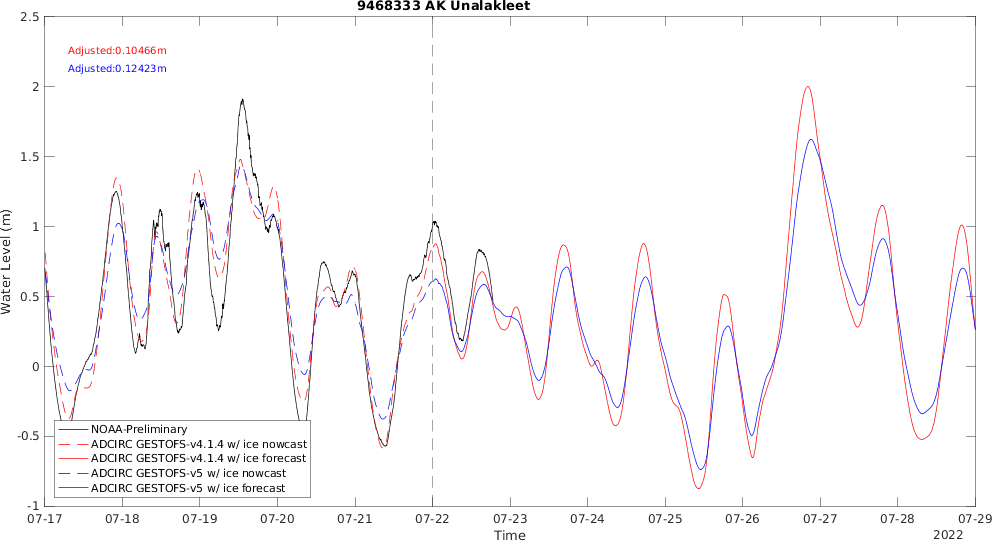 9468333 AK Unalakleet
Adjusted:0.10466m
Adjusted:0.12423m
Water Level (m)
2.5
2
1.5
1
0.5
0
-0.5
-1
NOAA-Preliminary
ADCIRC GESTOFS-v4.1.4 w/ ice nowcast
ADCIRC GESTOFS-v4.1.4 w/ ice forecast
ADCIRC GESTOFS-v5 w/ ice nowcast
ADCIRC GESTOFS-v5 w/ ice forecast
07-17 07-18 07-19 07-20 07-21 07-22 07-23 07-24 07-25 07-26 07-27 07-28 07-29
Time
2022